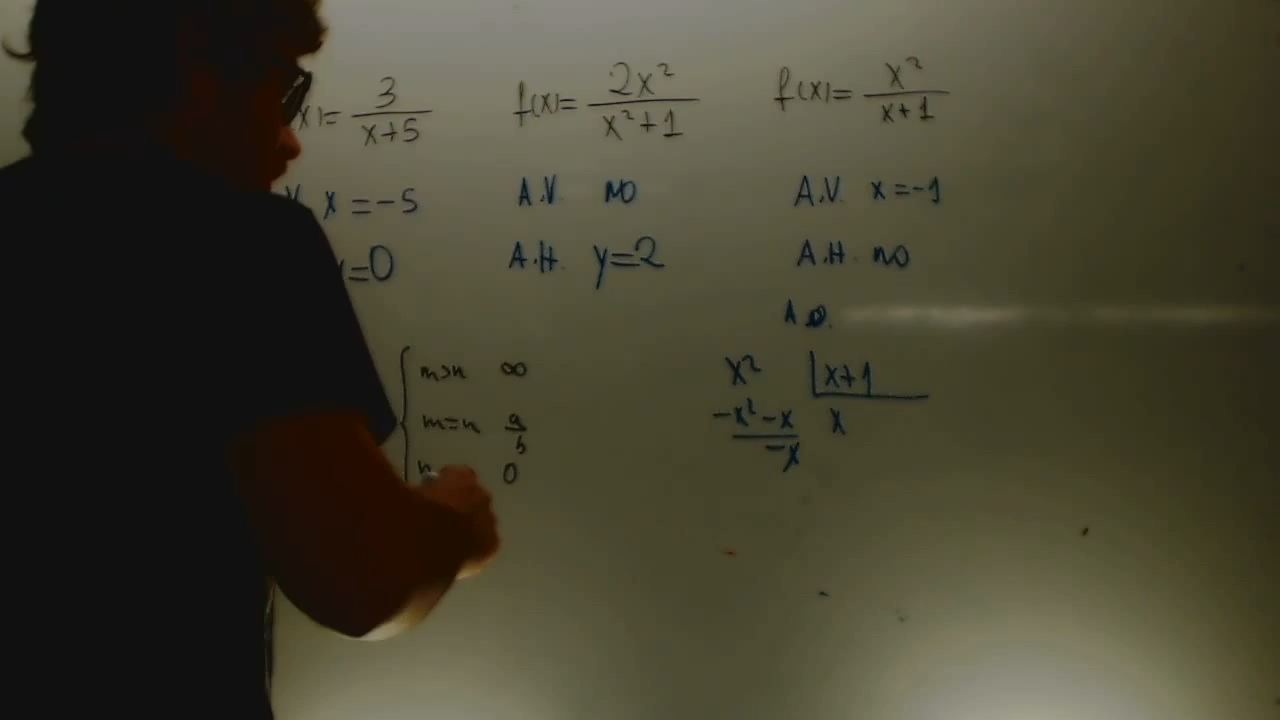 x)= 3/(x+5)
x=-5
y=0
f(x)= 2x²/(x²+1)
A.V. NO
A.H. y=2
f(x)= x²/(x+1)
A.V. x=-1
A.H. NO
A.O.
m>n ∞
m=n a/b
0
x² |x+1
-x²-x x
-x